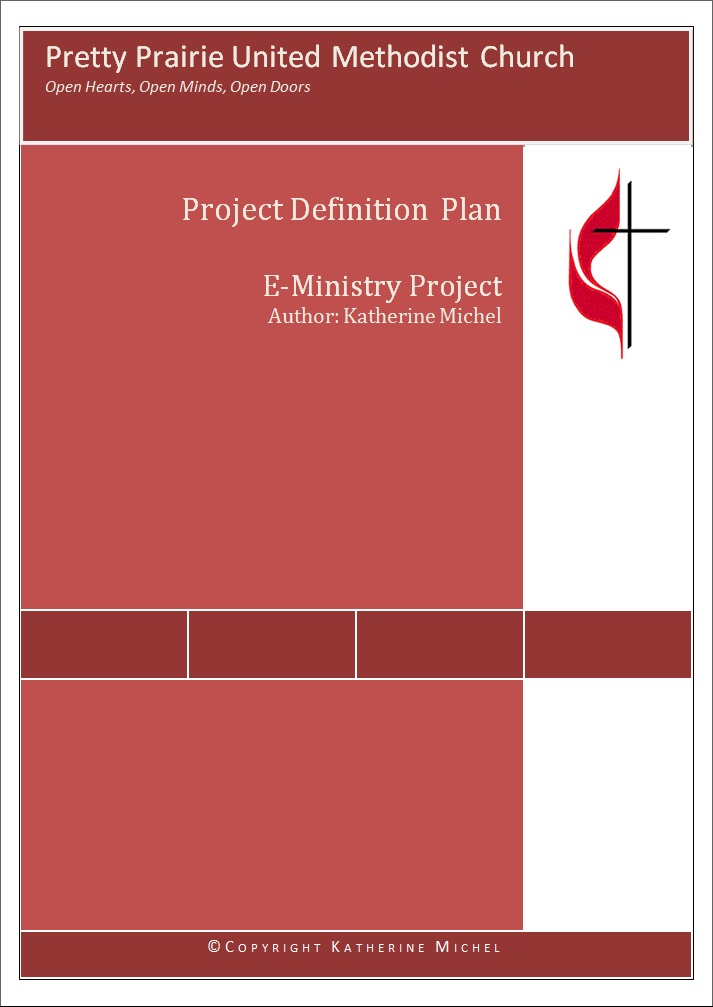 Pretty Prairie United Methodist Church
Open Hearts, Open Minds, Open Doors
Project Definition Plan
E-Ministry Project
Author: Katherine Michel
©Copyright Katherine Michel